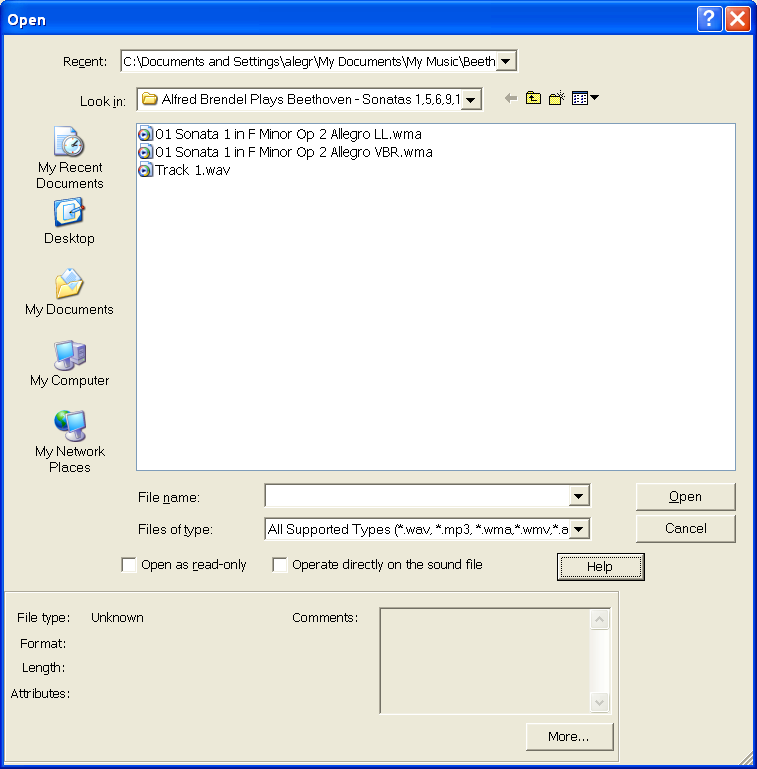 Open
Recent: C:\Documents and Settings\alegr\My Documents\My Music\Beeth
Look in: Alfred Brendel Plays Beethoven - Sonatas 1,5,6,9,1
My Recent
Documents
Desktop
My Documents
My Computer
My Network
Places
01 Sonata 1 in F Minor Op 2 Allegro LL.wma
01 Sonata 1 in F Minor Op 2 Allegro VBR.wma
Track 1.wav
File name:
Open
Files of type: All Supported Types (*.wav, *.mp3, *.wma,*.wmv,*.a
Cancel
Open as read-only
Operate directly on the sound file
Help
File type: Unknown
Comments:
Format:
Length:
Attributes:
More...